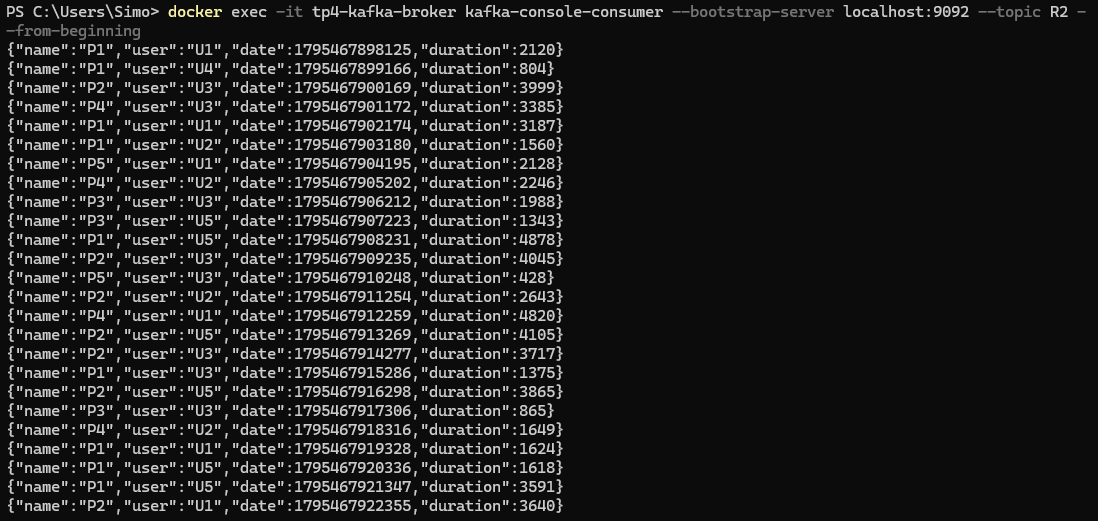 PS C:\Users\Simo> docker exec -it tp4-kafka-broker kafka-console-consumer --bootstrap-server localhost:9092 --topic R2 -
-from-beginning
{"name":"P1","user":"U1","date":1795467898125,"duration":2120}
{"name":"P1","user":"U4","date":1795467899166,"duration":804}
{"name":"P2","user":"U3","date":1795467900169,"duration":3999}
{"name":"P4","user":"U3","date":1795467901172,"duration":3385}
{"name":"P1","user":"U1","date":1795467902174,"duration":3187}
{"name":"P1","user":"U2","date":1795467903180,"duration":1560}
{"name":"P5","user":"U1","date":1795467904195,"duration":2128}
{"name":"P4","user":"U2","date":1795467905202,"duration":2246}
{"name":"P3","user":"U3","date":1795467906212,"duration":1988}
{"name":"P3","user":"U5","date":1795467907223,"duration":1343}
{"name":"P1","user":"U5","date":1795467908231,"duration":4878}
{"name":"P2","user":"U3","date":1795467909235,"duration":4045}
{"name":"P5","user":"U3","date":1795467910248,"duration":428}
{"name":"P2","user":"U2","date":1795467911254,"duration":2643}
{"name":"P4","user":"U1","date":1795467912259,"duration":4820}
{"name":"P2","user":"U5","date":1795467913269,"duration":4105}
{"name":"P2","user":"U3","date":1795467914277,"duration":3717}
{"name":"P1","user":"U3","date":1795467915286,"duration":1375}
{"name":"P2","user":"U5","date":1795467916298,"duration":3865}
{"name":"P3","user":"U3","date":1795467917306,"duration":865}
{"name":"P4","user":"U2","date":1795467918316,"duration":1649}
{"name":"P1","user":"U1","date":1795467919328,"duration":1624}
{"name":"P1","user":"U5","date":1795467920336,"duration":1618}
{"name":"P1","user":"U5","date":1795467921347,"duration":3591}
{"name":"P2","user":"U1","date":1795467922355,"duration":3640}